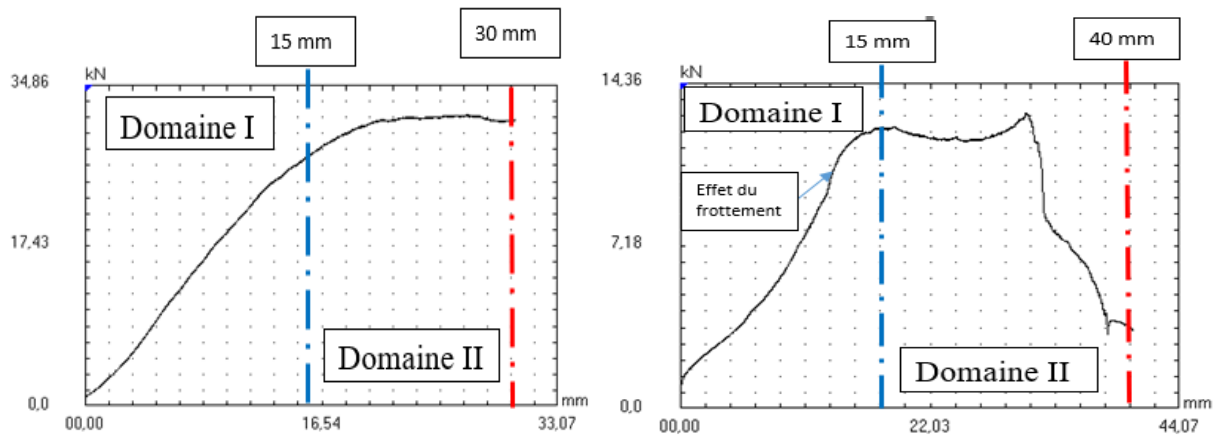 15 mm
30 mm
34,86
kN
Domaine I
17,43
Domaine II
0,0
mm
00,00
16,54
33,07
15 mm
40 mm
14,36
kN
Domaine I
Effet du
frottement
7,18
Domaine II
0,0
mm
00,00
22,03
44,07